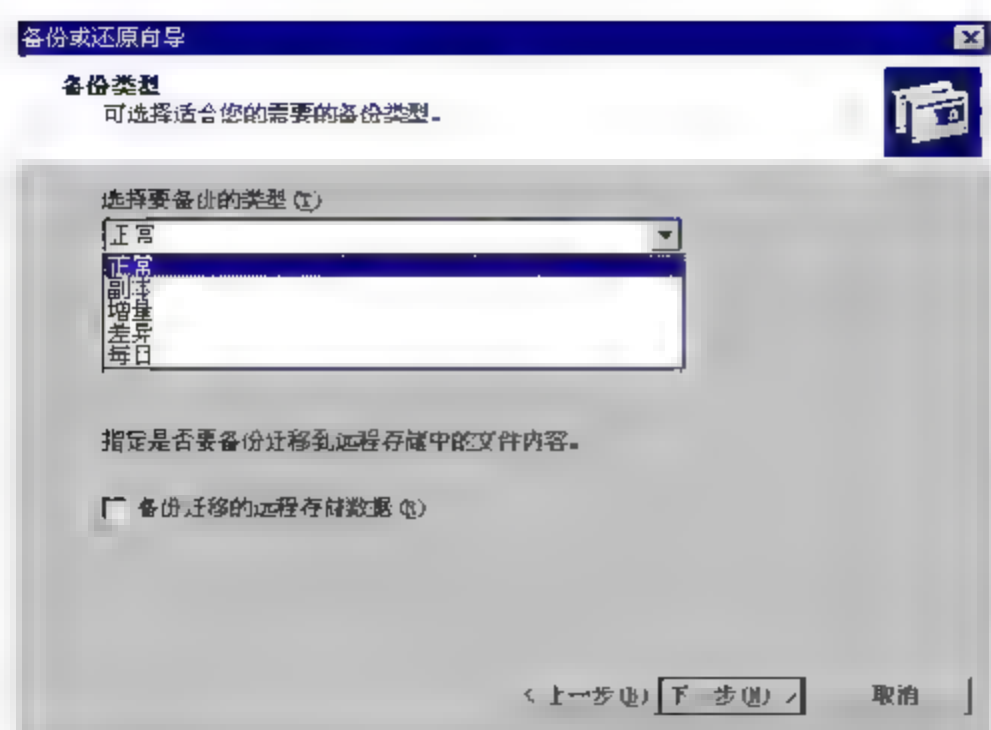 备份或还原向导
备份类型
可选择适合您的需要的备份类型。
选择要备份的类型(T)
正常
正常
副本
增量
差异
每日
指定是否要备份迁移到远程存储中的文件内容。
备份迁移的远程存储数据(R)
< 上一步(B) 下一步(N) > 取消